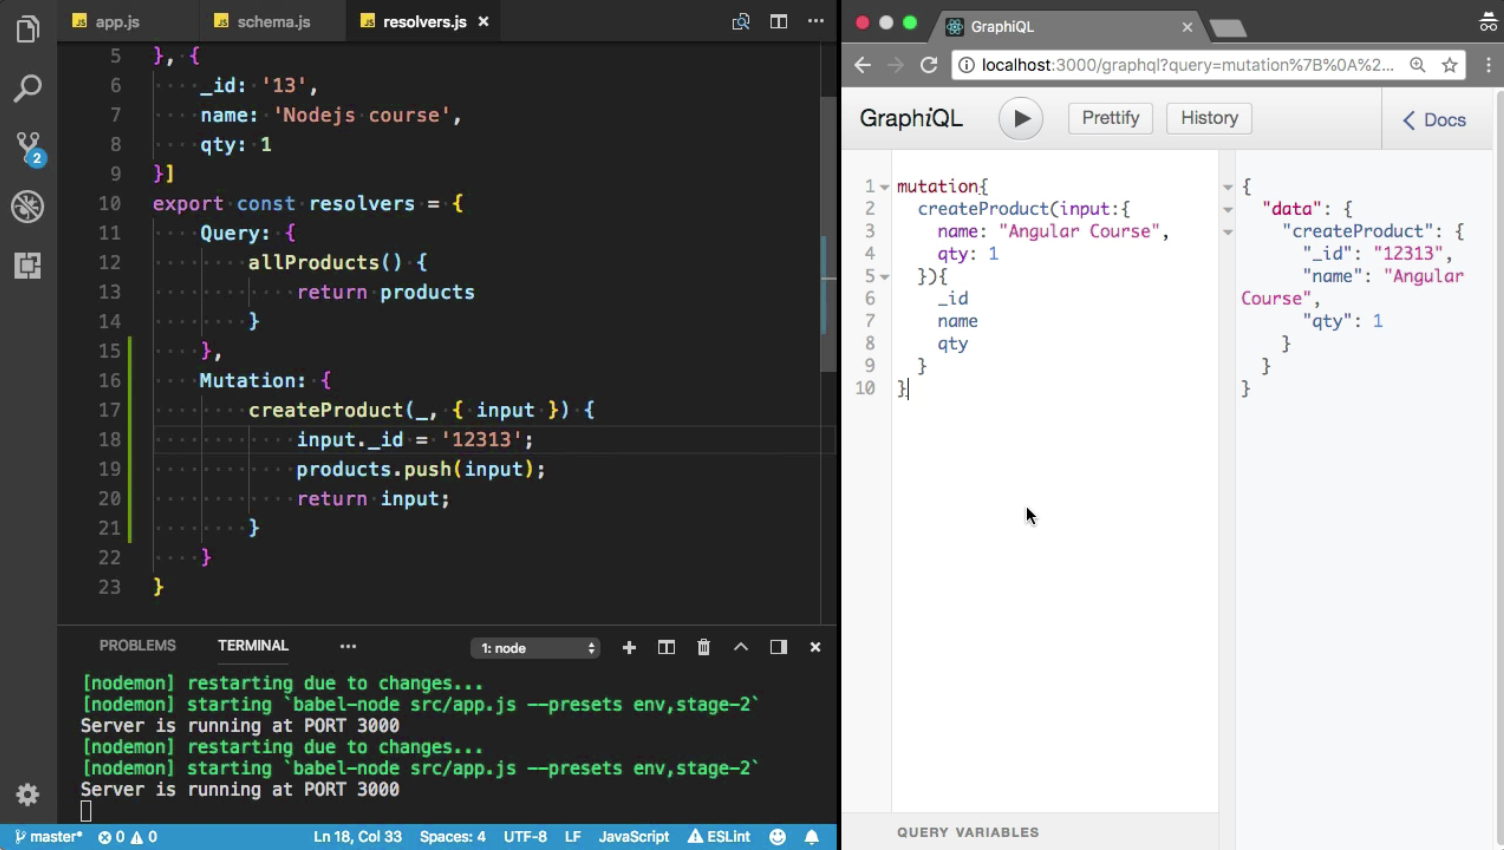 app.js
schema.js
resolvers.js
5 }, {
6 _id: '13',
7 name: 'Nodejs course',
8 qty: 1
9 }]
10 export const resolvers = {
11 Query: {
12 allProducts() {
13 return products
14 }
15 },
16 Mutation: {
17 createProduct(_, { input }) {
18 input._id = '12313';
19 products.push(input);
20 return input;
21 }
22 }
23 }
2
PROBLEMS
TERMINAL
1: node
[nodemon] restarting due to changes...
[nodemon] starting `babel-node src/app.js --presets env,stage-2`
Server is running at PORT 3000
[nodemon] restarting due to changes...
[nodemon] starting `babel-node src/app.js --presets env,stage-2`
Server is running at PORT 3000
master* 0 0 Ln 18, Col 33 Spaces: 4 UTF-8 LF JavaScript ESLint
GraphiQL
localhost:3000/graphql?query=mutation%7B%0A%2...
GraphiQL
Prettify
History
Docs
1 mutation{
2 createProduct(input:{
3 name: "Angular Course",
4 qty: 1
5 }){
6 _id
7 name
8 qty
9 }
10 }
{
"data": {
"createProduct": {
"_id": "12313",
"name": "Angular
Course",
"qty": 1
}
}
}
QUERY VARIABLES